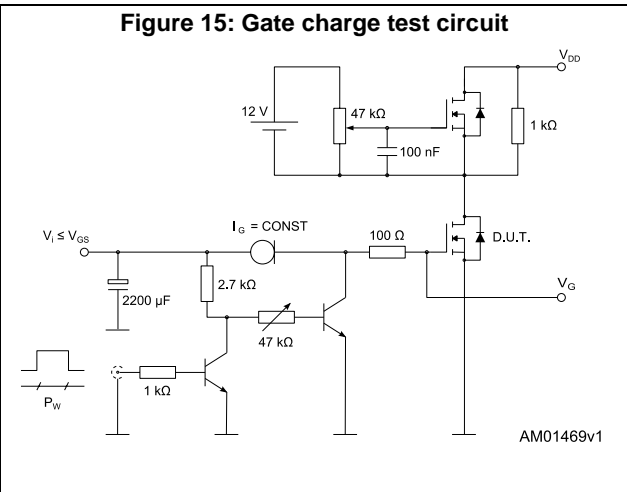 Figure 15: Gate charge test circuit
V_DD
12 V
47 kΩ
1 kΩ
100 nF
V_i ≤ V_GS
I_G = CONST
100 Ω
D.U.T.
2.7 kΩ
2200 µF
V_G
47 kΩ
1 kΩ
P_W
AM01469v1